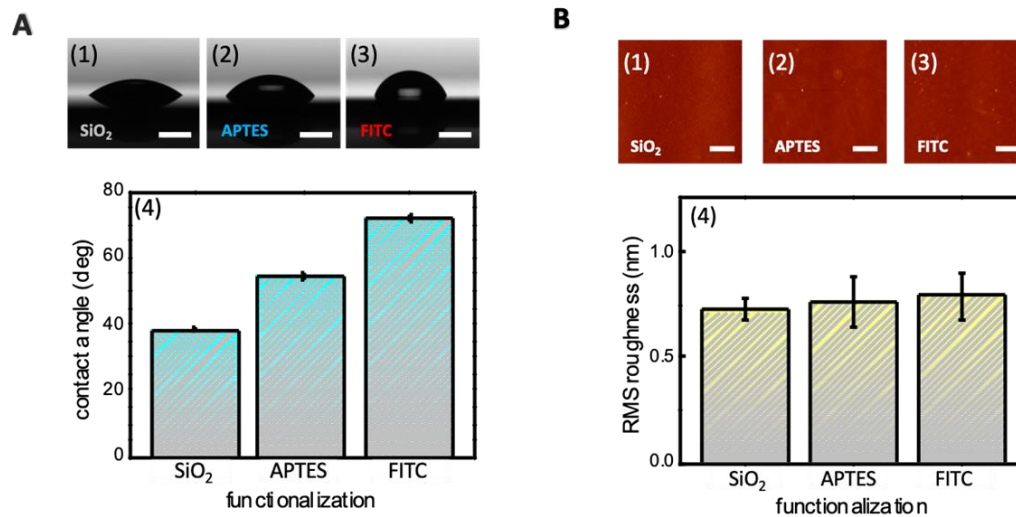 A
(1)
(2)
(3)
SiO₂
APTES
FITC
(4)
80
60
40
20
0
contact angle (deg)
SiO₂
APTES
FITC
functionalization
B
(1)
(2)
(3)
SiO₂
APTES
FITC
(4)
1.0
0.5
0.0
RMS roughness (nm)
SiO₂
APTES
FITC
functionalization